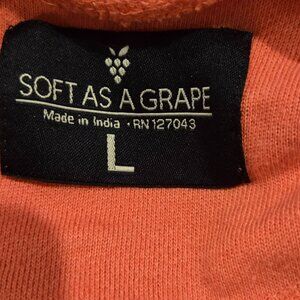 SOFT AS A GRAPE
Made in India · RN 127043
L